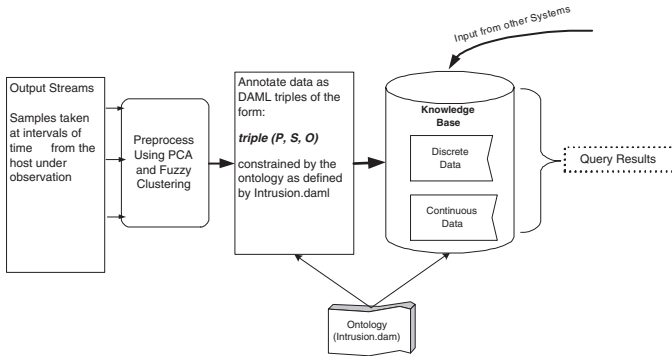 Input from other Systems
Output Streams
Samples taken
at intervals of
time from the
host under
observation
Preprocess
Using PCA
and Fuzzy
Clustering
Annotate data as
DAML triples of the
form:
triple (P, S, O)
constrained by the
ontology as defined
by Intrusion.daml
Knowledge
Base
Discrete
Data
Continuous
Data
Query Results
Ontology
(Intrusion.dam)